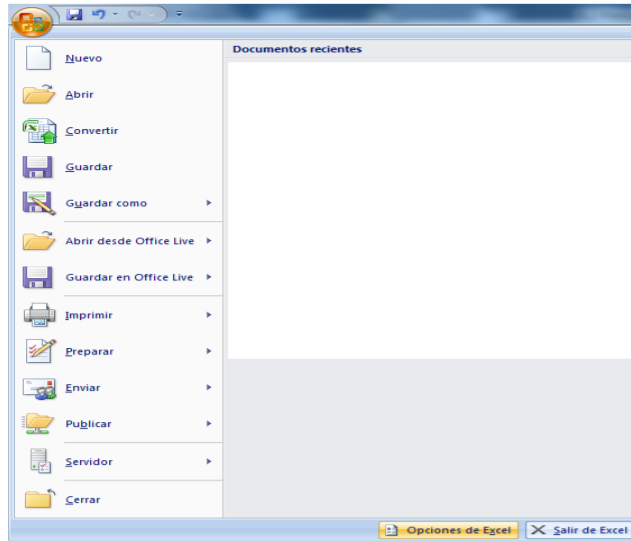 Documentos recientes
Nuevo
Abrir
Convertir
Guardar
Guardar como
Abrir desde Office Live
Guardar en Office Live
Imprimir
Preparar
Enviar
Publicar
Servidor
Cerrar
Opciones de Excel
Salir de Excel